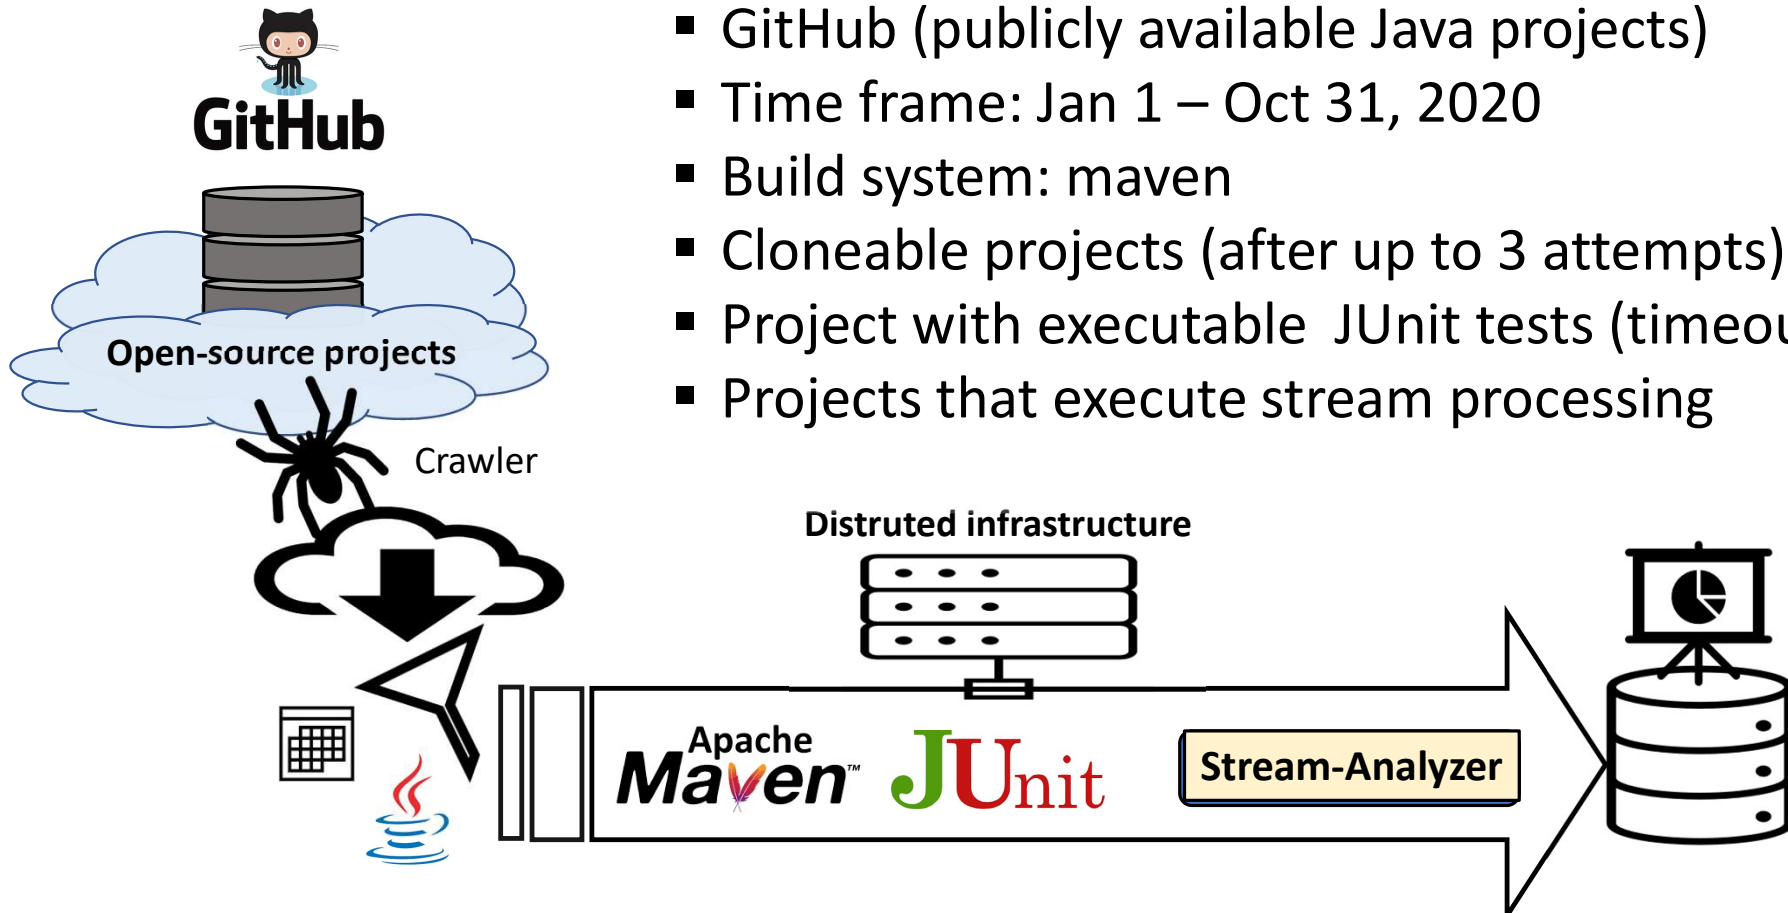 GitHub
▪ GitHub (publicly available Java projects)
▪ Time frame: Jan 1 – Oct 31, 2020
▪ Build system: maven
▪ Cloneable projects (after up to 3 attempts)
▪ Project with executable JUnit tests (timeou
▪ Projects that execute stream processing
Open-source projects
Crawler
Distruted infrastructure
Apache
Maven™
JUnit
Stream-Analyzer